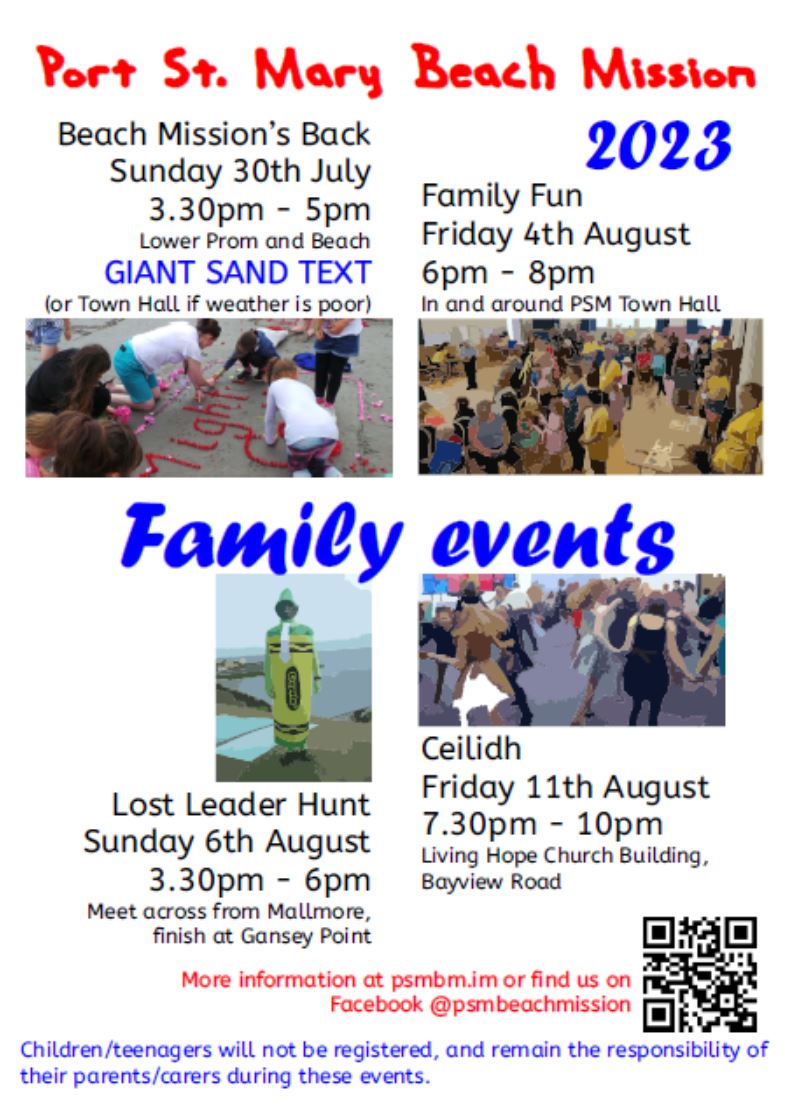 Port St. Mary Beach Mission
2023
Beach Mission's Back
Sunday 30th July
3.30pm - 5pm
Lower Prom and Beach
GIANT SAND TEXT
(or Town Hall if weather is poor)
Family Fun
Friday 4th August
6pm - 8pm
In and around PSM Town Hall
Family events
Lost Leader Hunt
Sunday 6th August
3.30pm - 6pm
Meet across from Mallmore,
finish at Gansey Point
Ceilidh
Friday 11th August
7.30pm - 10pm
Living Hope Church Building,
Bayview Road
More information at psmbm.im or find us on
Facebook @psmbeachmission
Children/teenagers will not be registered, and remain the responsibility of
their parents/carers during these events.